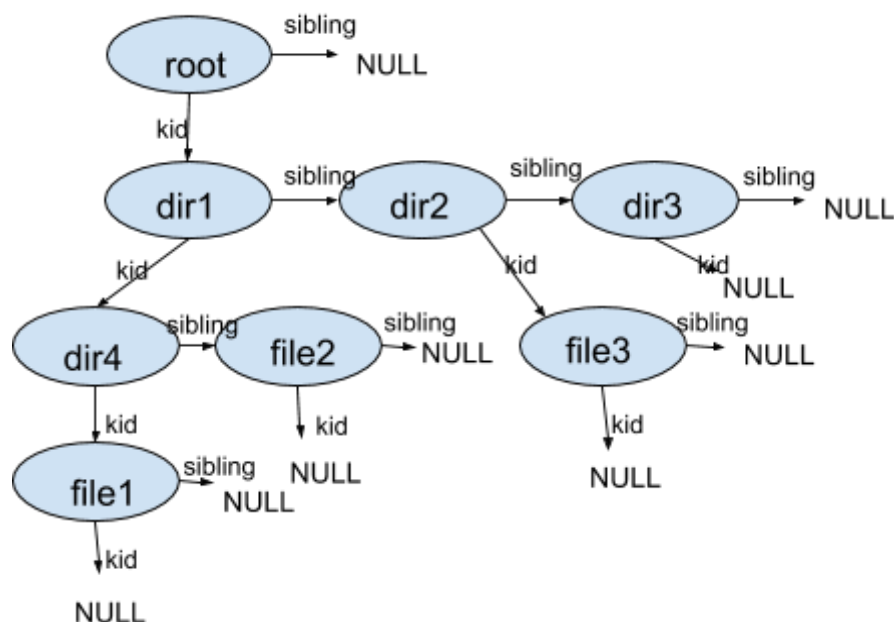 sibling
root
NULL
kid
dir1
sibling
dir2
sibling
dir3
sibling
NULL
kid
kid
kid
NULL
dir4
sibling
file2
sibling
NULL
file3
sibling
NULL
kid
kid
kid
NULL
NULL
file1
sibling
NULL
kid
NULL